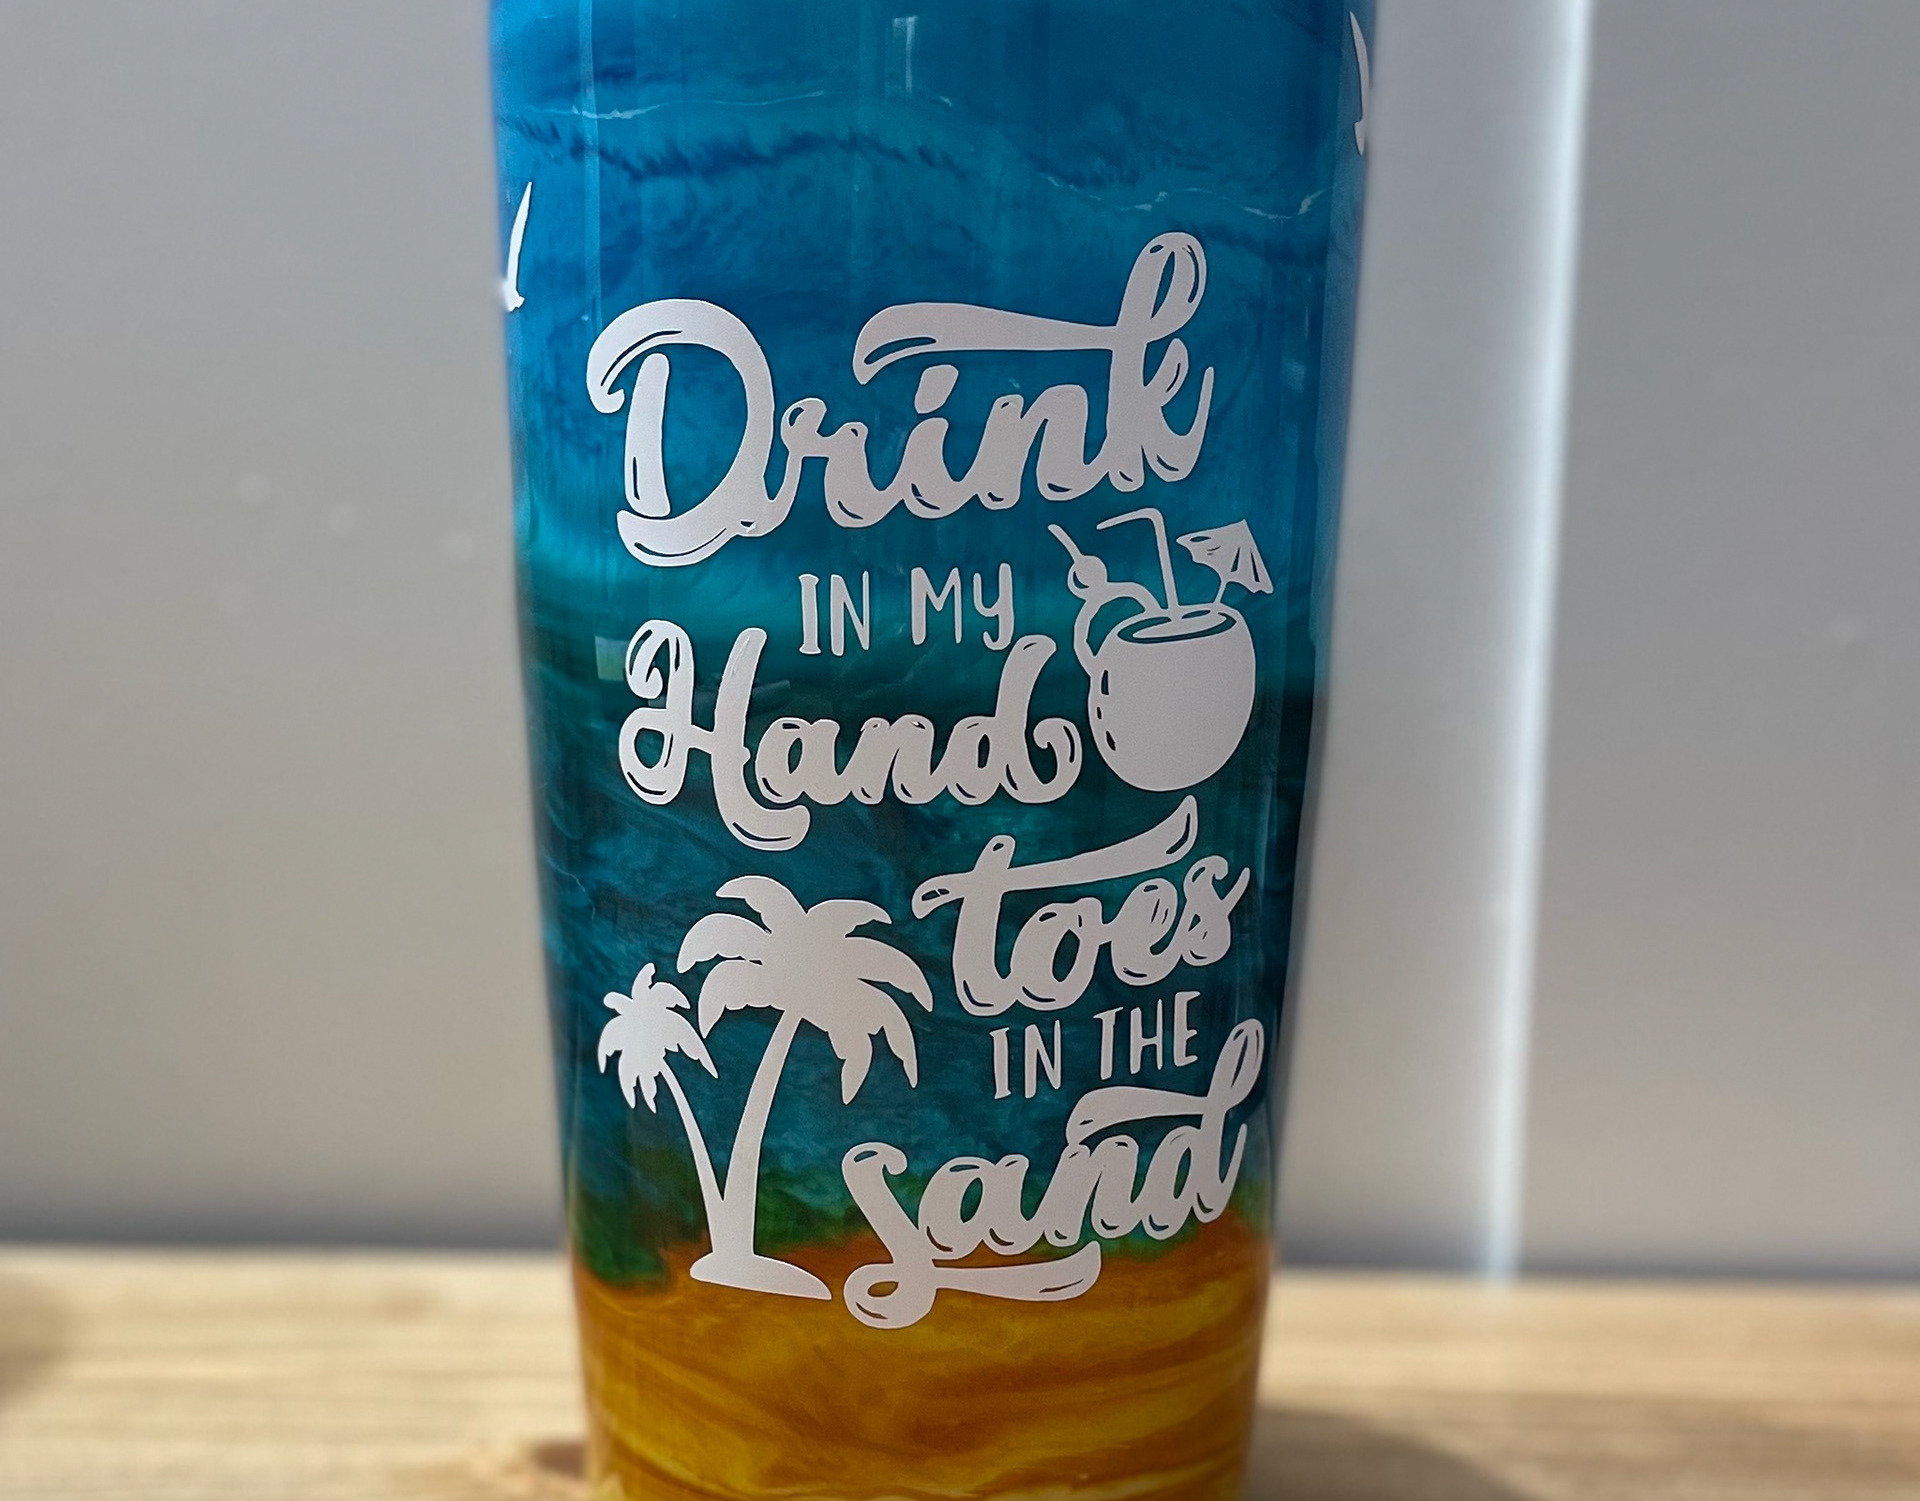 Drink
IN MY
Hand
toes
IN THE
sand